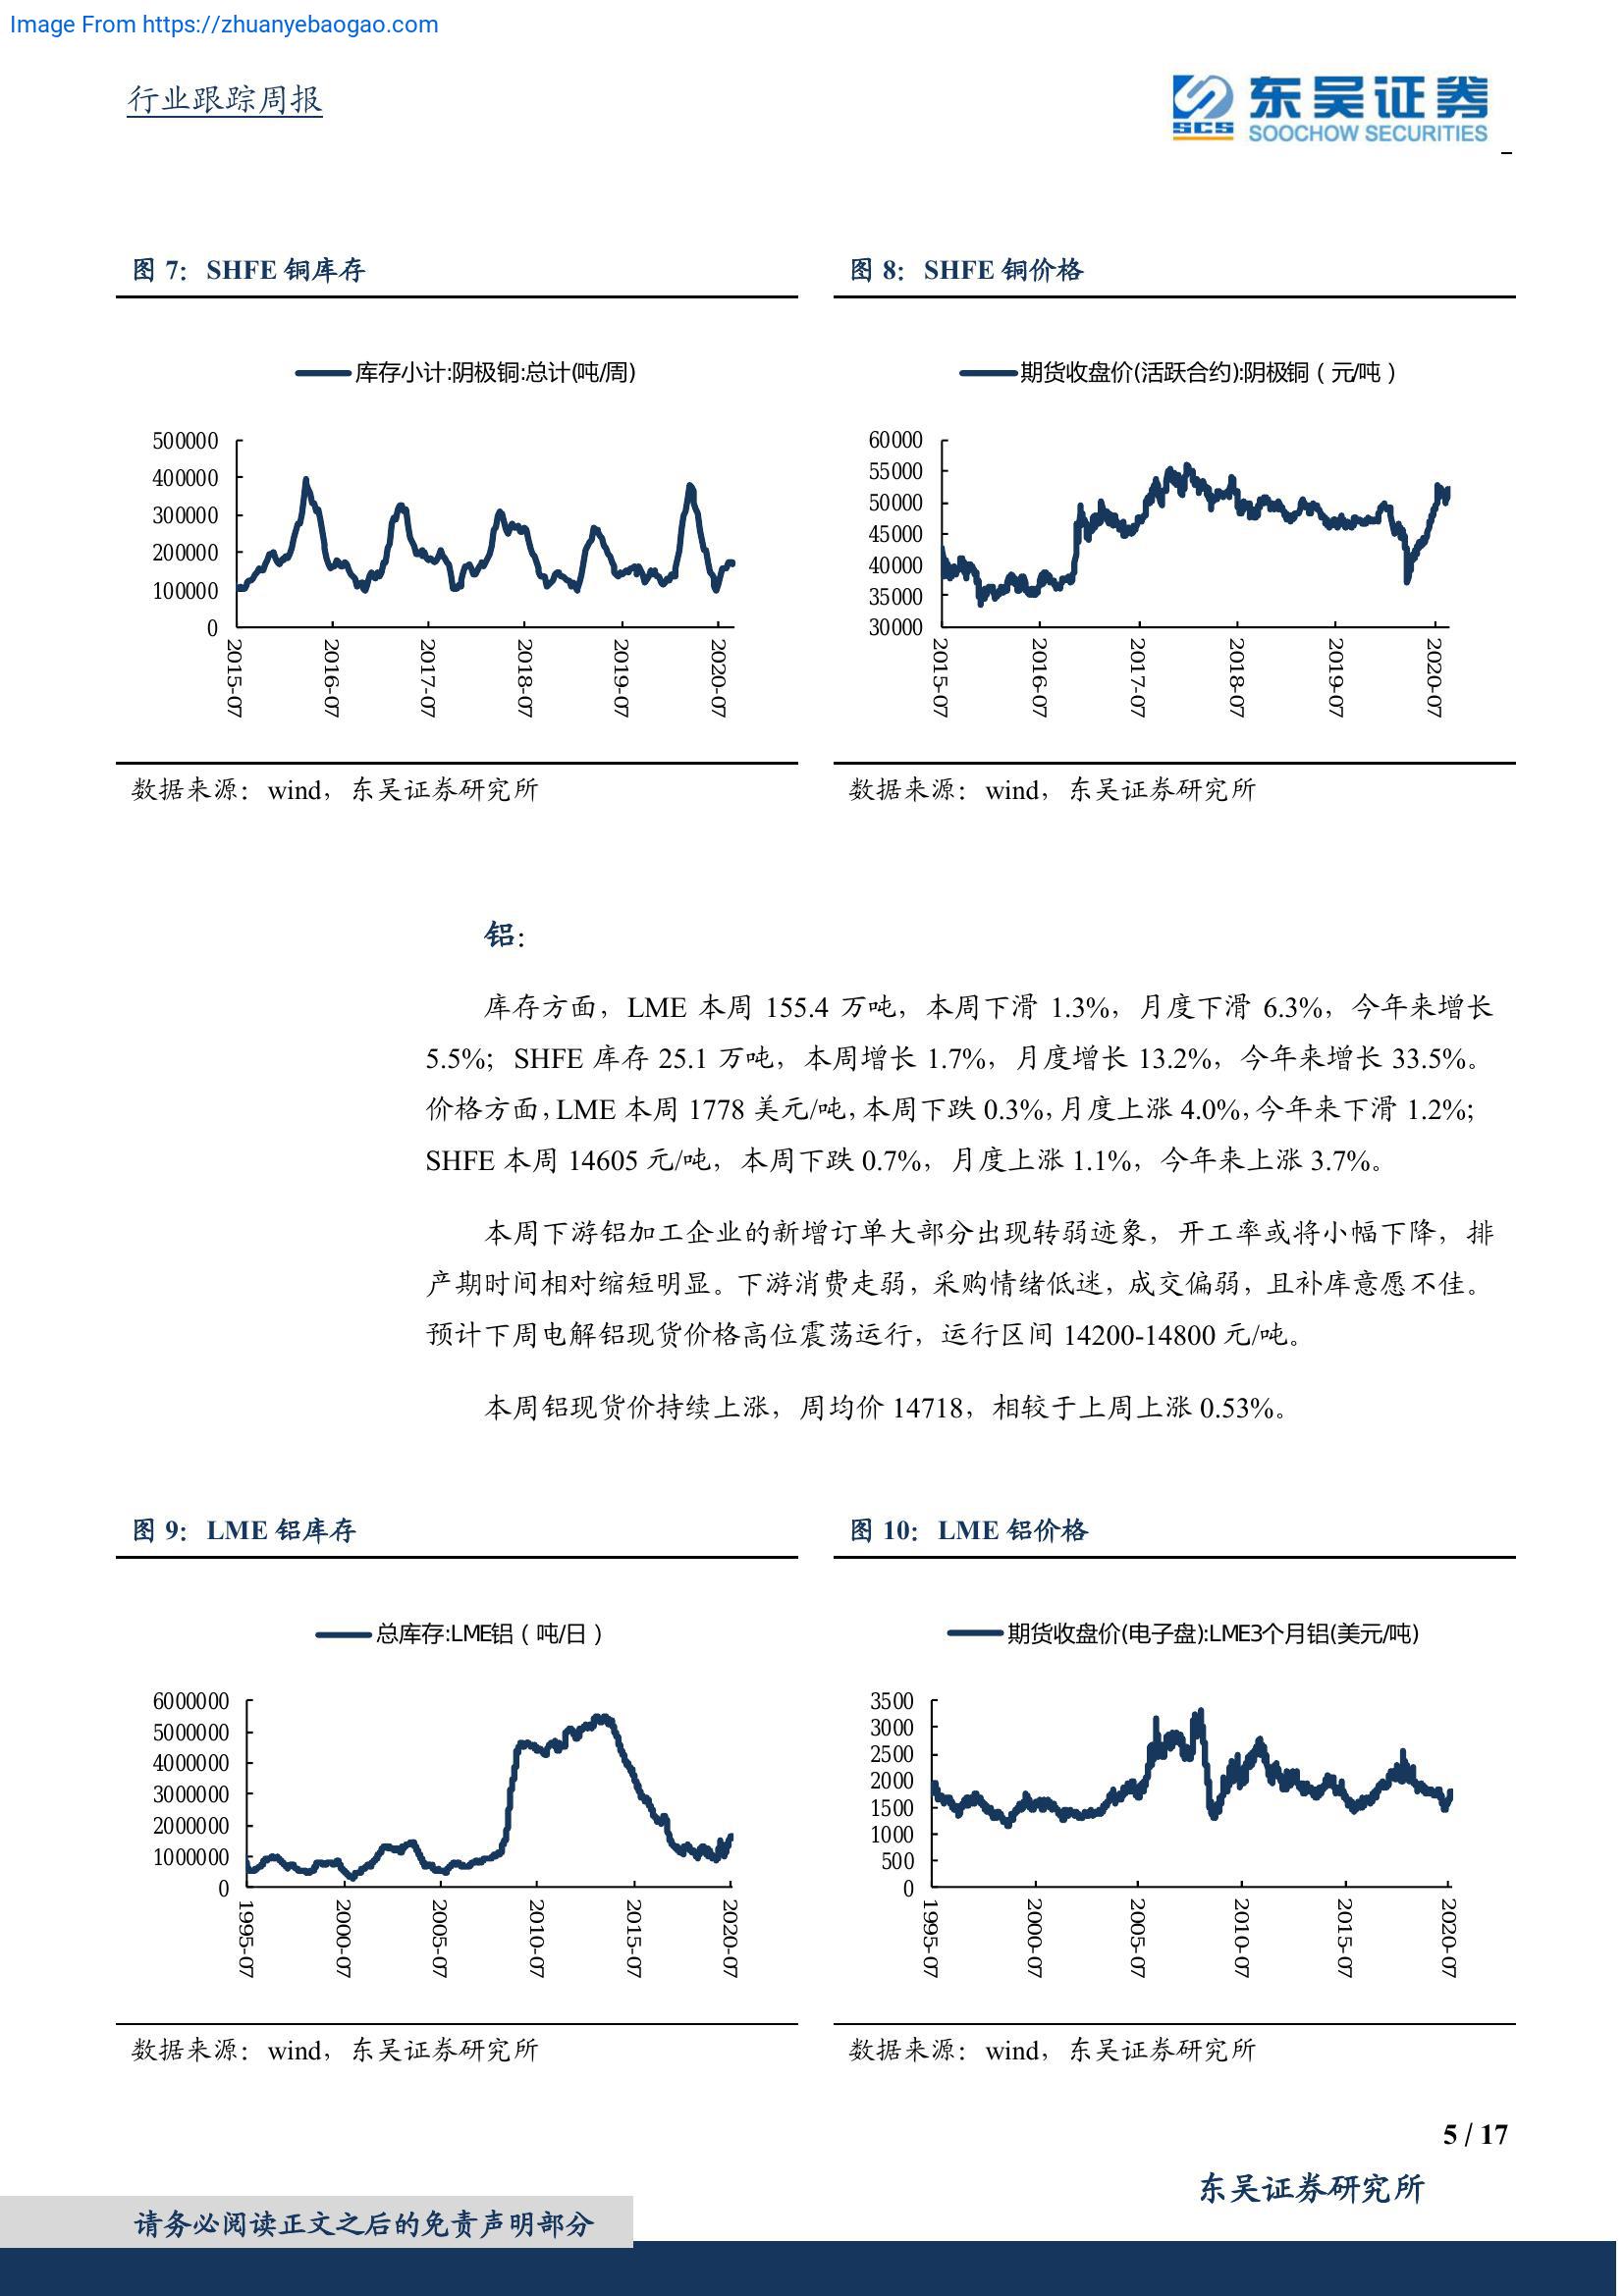 Image From https://zhuanyebaogao.com
行业跟踪周报
SCS
东吴证券
SOOCHOW SECURITIES
图 7： SHFE 铜库存
库存小计:阴极铜:总计(吨/周)
500000
400000
300000
200000
100000
0
2015-07
2016-07
2017-07
2018-07
2019-07
2020-07
数据来源：wind，东吴证券研究所
图 8： SHFE 铜价格
期货收盘价(活跃合约):阴极铜（元/吨）
60000
55000
50000
45000
40000
35000
30000
2015-07
2016-07
2017-07
2018-07
2019-07
2020-07
数据来源：wind，东吴证券研究所
铝：
库存方面，LME 本周 155.4 万吨，本周下滑 1.3%，月度下滑 6.3%，今年来增长
5.5%；SHFE 库存 25.1 万吨，本周增长 1.7%，月度增长 13.2%，今年来增长 33.5%。
价格方面，LME 本周 1778 美元/吨，本周下跌 0.3%，月度上涨 4.0%，今年来下滑 1.2%；
SHFE 本周 14605 元/吨，本周下跌 0.7%，月度上涨 1.1%，今年来上涨 3.7%。
本周下游铝加工企业的新增订单大部分出现转弱迹象，开工率或将小幅下降，排
产期时间相对缩短明显。下游消费走弱，采购情绪低迷，成交偏弱，且补库意愿不佳。
预计下周电解铝现货价格高位震荡运行，运行区间 14200-14800 元/吨。
本周铝现货价持续上涨，周均价 14718，相较于上周上涨 0.53%。
图 9： LME 铝库存
总库存:LME铝（吨/日）
6000000
5000000
4000000
3000000
2000000
1000000
0
1995-07
2000-07
2005-07
2010-07
2015-07
2020-07
数据来源：wind，东吴证券研究所
图 10： LME 铝价格
期货收盘价(电子盘):LME3个月铝(美元/吨)
3500
3000
2500
2000
1500
1000
500
0
1995-07
2000-07
2005-07
2010-07
2015-07
2020-07
数据来源：wind，东吴证券研究所
5 / 17
东吴证券研究所
请务必阅读正文之后的免责声明部分